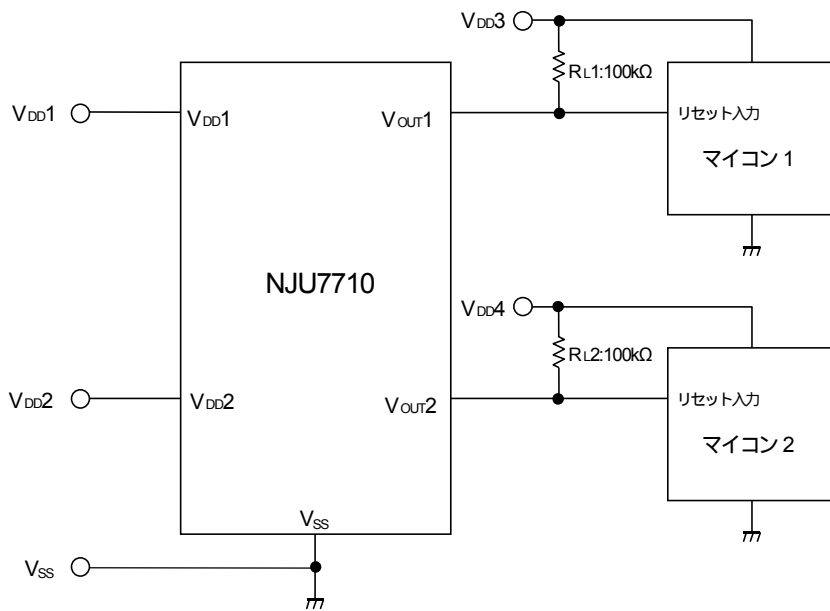 VDD3
RL1:100kΩ
VDD1
VDD1
VOUT1
リセット入力
マイコン 1
NJU7710
VDD4
RL2:100kΩ
VDD2
VDD2
VOUT2
リセット入力
マイコン 2
VSS
VSS